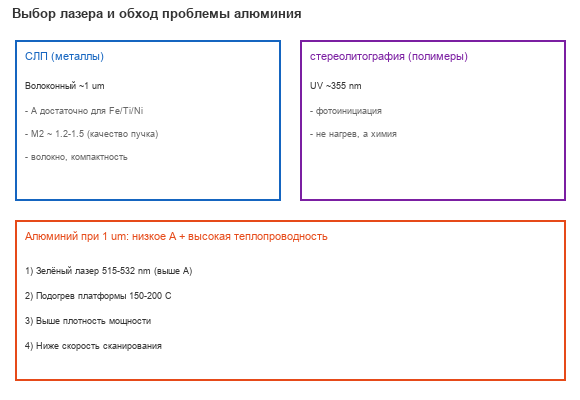 Выбор лазера и обход проблемы алюминия
СЛП (металлы)
Волоконный ~1 um
- A достаточно для Fe/Ti/Ni
- M2 ~ 1.2-1.5 (качество пучка)
- волокно, компактность
стереолитография (полимеры)
UV ~355 nm
- фотоинициация
- не нагрев, а химия
Алюминий при 1 um: низкое A + высокая теплопроводность
1) Зелёный лазер 515-532 nm (выше A)
2) Подогрев платформы 150-200 C
3) Выше плотность мощности
4) Ниже скорость сканирования